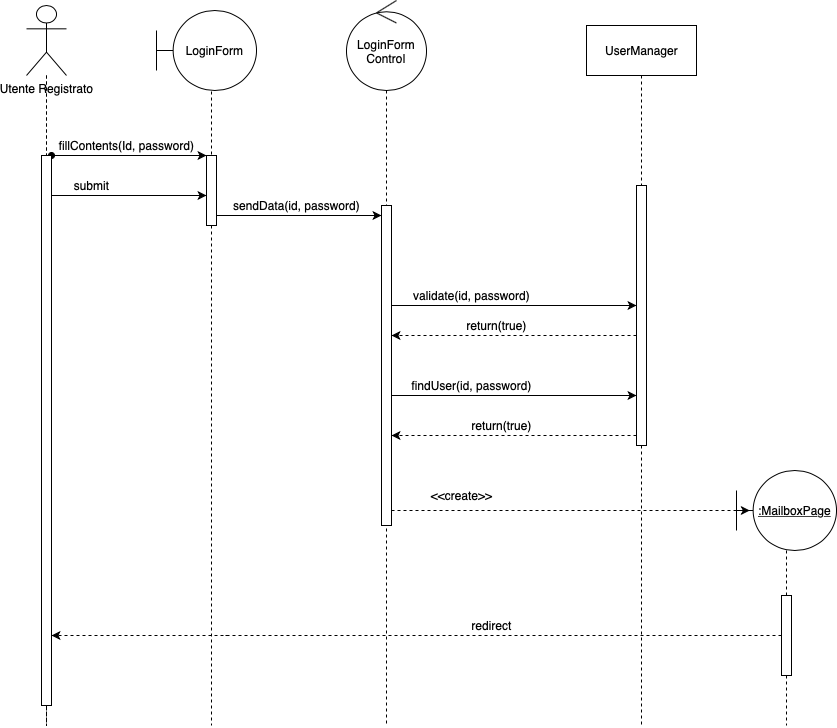 LoginForm
LoginForm
Control
UserManager
Utente Registrato
fillContents(Id, password)
submit
sendData(id, password)
validate(id, password)
return(true)
findUser(id, password)
return(true)
<<create>>
:MailboxPage
redirect